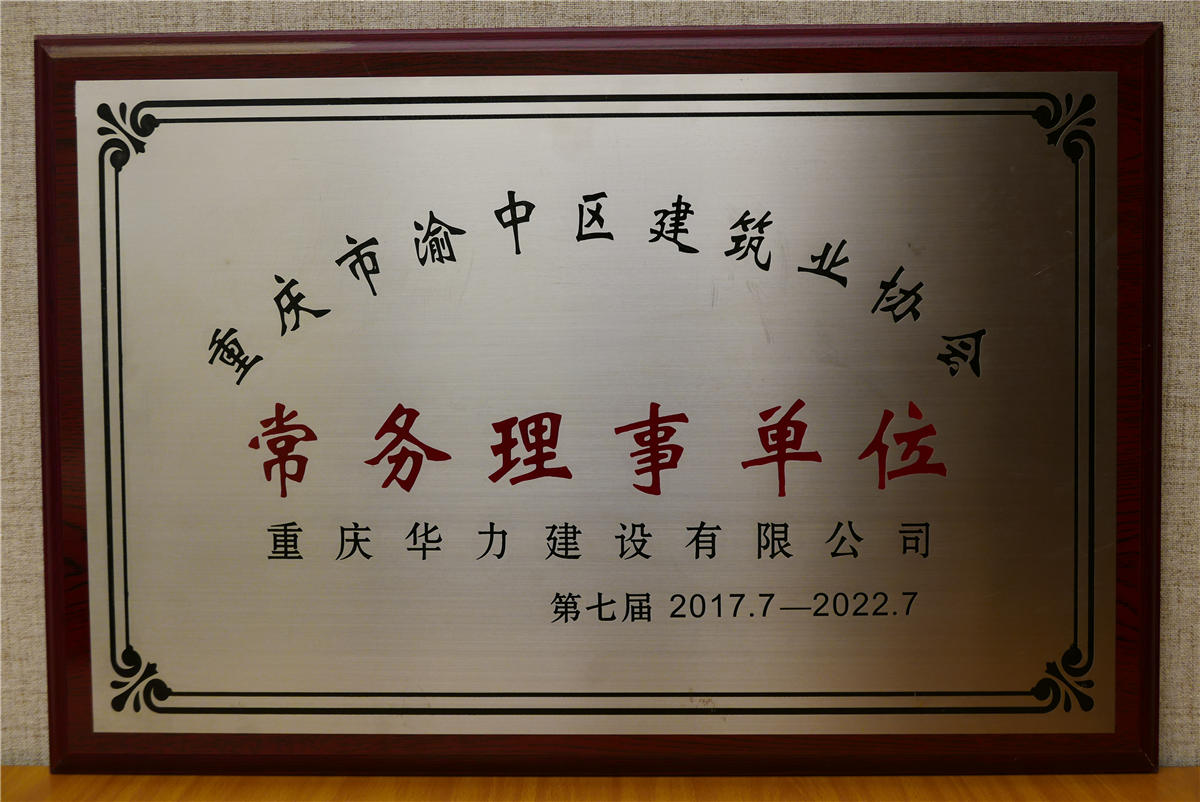 重庆市渝中区建筑业协会
常务理事单位
重庆华力建设有限公司
第七届 2017.7—2022.7